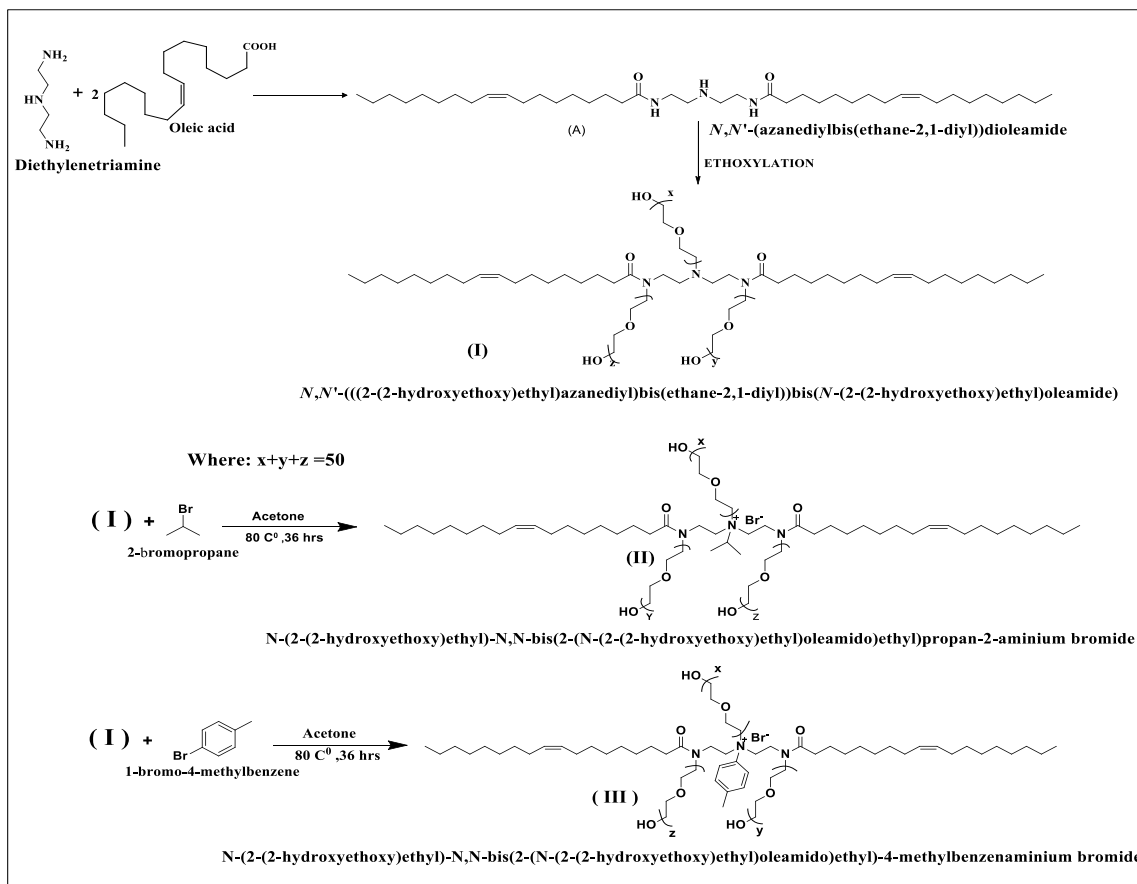 NH2
HN
NH2
Diethylenetriamine
+ 2
COOH
Oleic acid
O
N
H
H
N
N
H
O
(A)
N,N'-(azanediylbis(ethane-2,1-diyl))dioleamide
ETHOXYLATION
HO
x
O
O
N
N
N
O
O
O
HO
z
HO
y
(I)
N,N'-(((2-(2-hydroxyethoxy)ethyl)azanediyl)bis(ethane-2,1-diyl))bis(N-(2-(2-hydroxyethoxy)ethyl)oleamide)
Where: x+y+z =50
( I ) +
Br
2-bromopropane
Acetone
80 C0 ,36 hrs
HO
x
O
O
N
N+
Br-
N
O
O
O
HO
Y
HO
Z
(II)
N-(2-(2-hydroxyethoxy)ethyl)-N,N-bis(2-(N-(2-(2-hydroxyethoxy)ethyl)oleamido)ethyl)propan-2-aminium bromide
( I ) +
Br
1-bromo-4-methylbenzene
Acetone
80 C0 ,36 hrs
HO
x
O
O
N
N+
Br-
N
O
O
O
HO
z
HO
y
( III )
N-(2-(2-hydroxyethoxy)ethyl)-N,N-bis(2-(N-(2-(2-hydroxyethoxy)ethyl)oleamido)ethyl)-4-methylbenzenaminium bromide